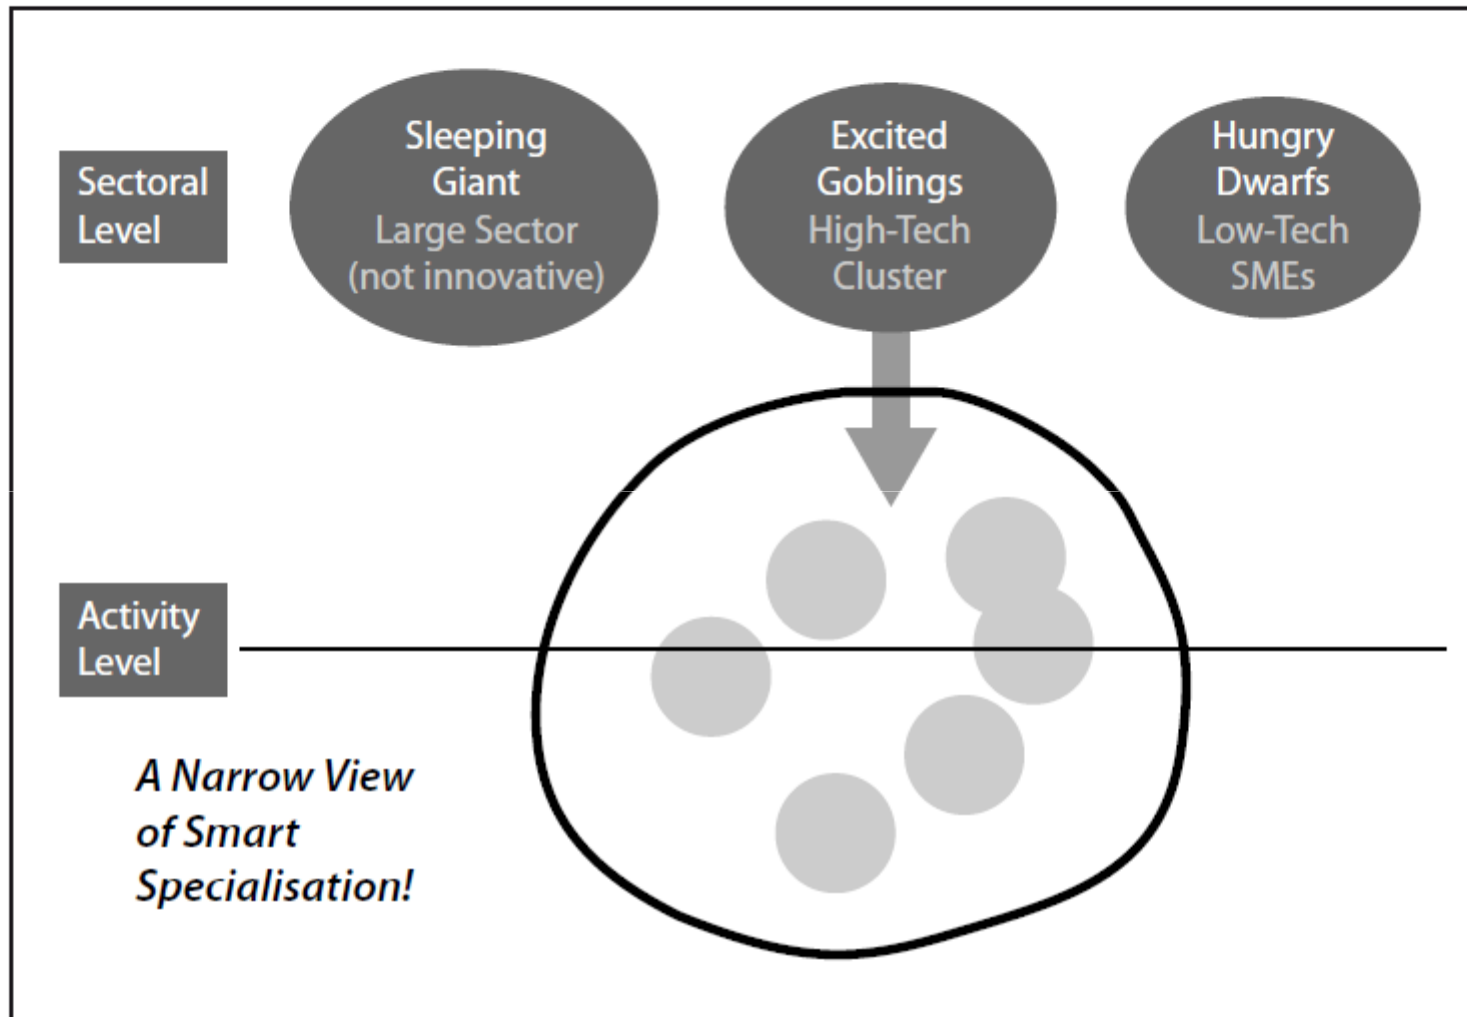 Sectoral
Level
Sleeping
Giant
Large Sector
(not innovative)
Excited
Goblings
High-Tech
Cluster
Hungry
Dwarfs
Low-Tech
SMEs
Activity
Level
A Narrow View
of Smart
Specialisation!